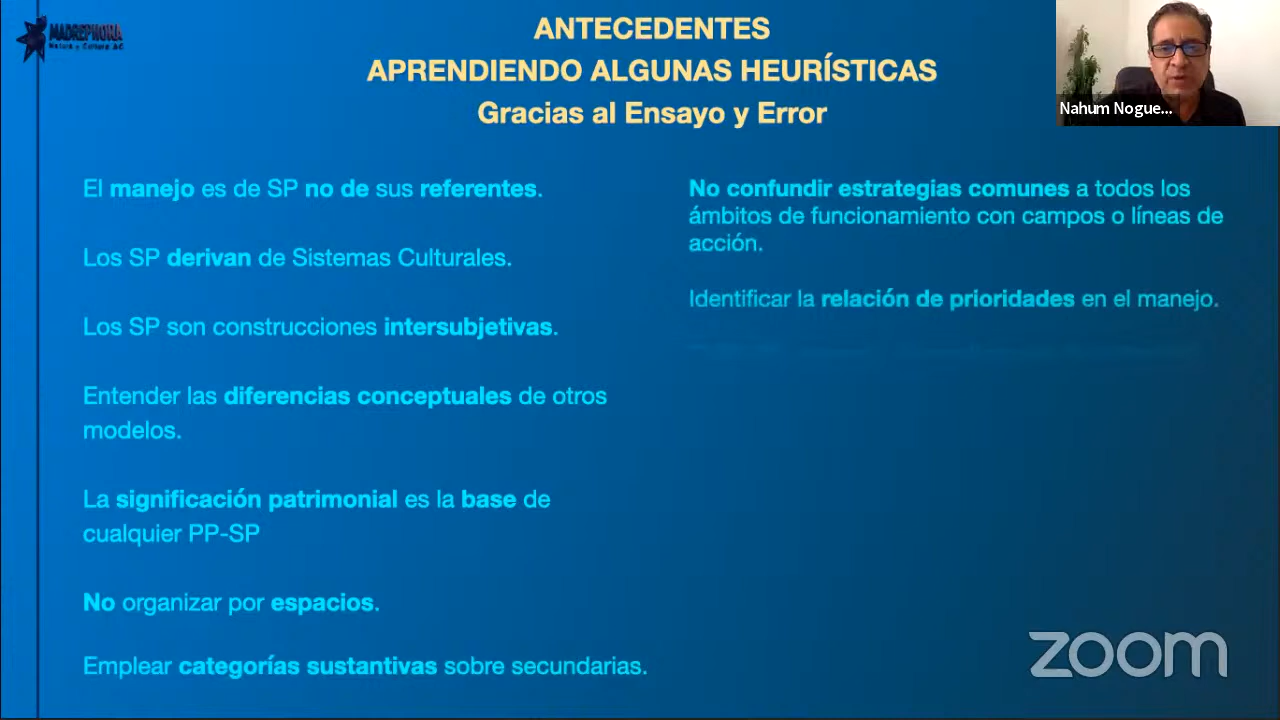 MADREPHORA
Natura y Cultura AC
ANTECEDENTES
APRENDIENDO ALGUNAS HEURÍSTICAS
Gracias al Ensayo y Error
Nahum Nogue...
El manejo es de SP no de sus referentes.
Los SP derivan de Sistemas Culturales.
Los SP son construcciones intersubjetivas.
Entender las diferencias conceptuales de otros
modelos.
La significación patrimonial es la base de
cualquier PP-SP
No organizar por espacios.
Emplear categorías sustantivas sobre secundarias.
No confundir estrategias comunes a todos los
ámbitos de funcionamiento con campos o líneas de
acción.
Identificar la relación de prioridades en el manejo.
zoom